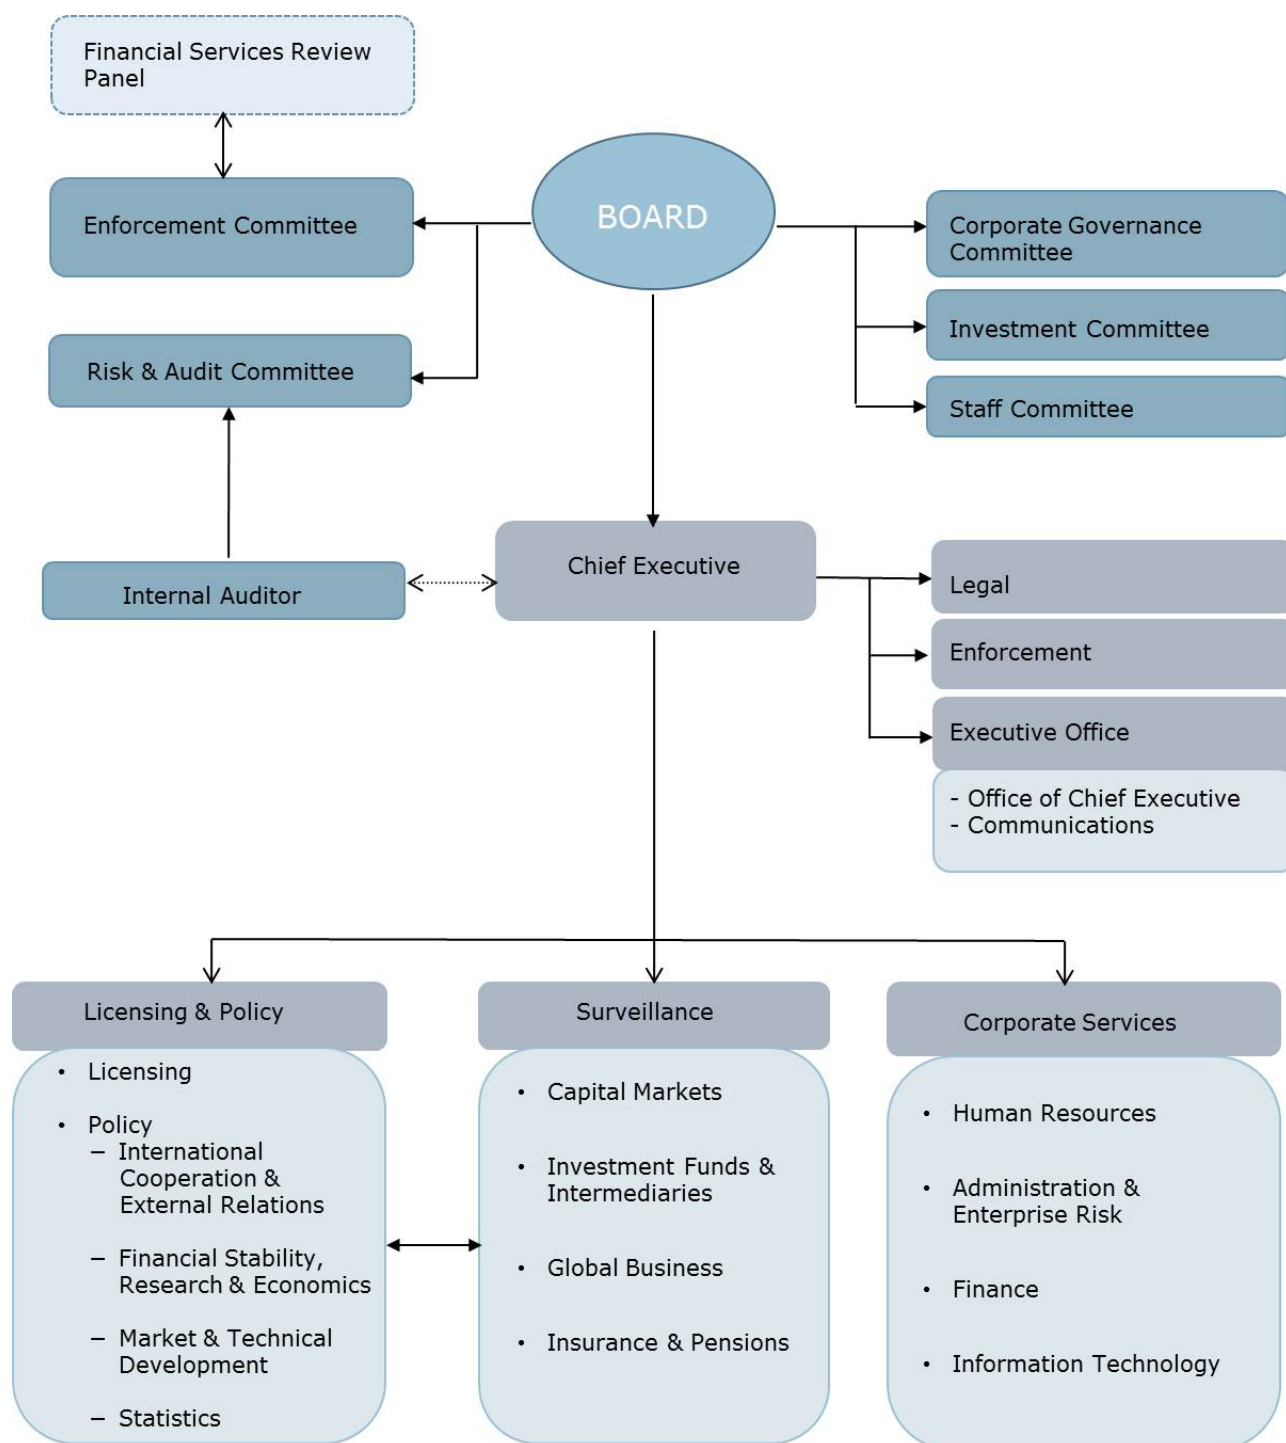 Financial Services Review
Panel
BOARD
Enforcement Committee
Corporate Governance
Committee
Investment Committee
Risk & Audit Committee
Staff Committee
Chief Executive
Internal Auditor
Legal
Enforcement
Executive Office
- Office of Chief Executive
- Communications
Licensing & Policy
• Licensing
• Policy
– International
Cooperation &
External Relations
– Financial Stability,
Research & Economics
– Market & Technical
Development
– Statistics
Surveillance
• Capital Markets
• Investment Funds &
Intermediaries
• Global Business
• Insurance & Pensions
Corporate Services
• Human Resources
• Administration &
Enterprise Risk
• Finance
• Information Technology